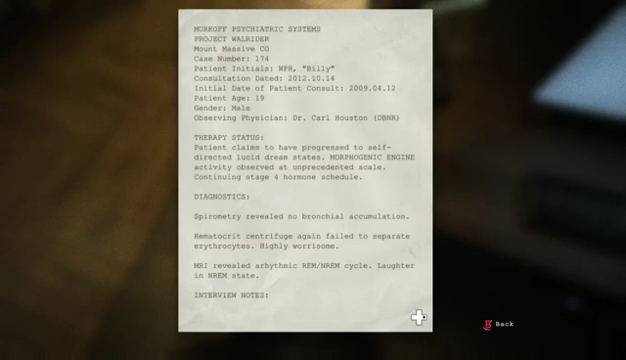 MURKOFF PSYCHIATRIC SYSTEMS
PROJECT WALRIDER
Mount Massive CO
Case Number: 174
Patient Initials: WPH, "Billy"
Consultation Dated: 2012.10.14
Initial Date of Patient Consult: 2009.04.12
Patient Age: 19
Gender: Male
Observing Physician: Dr. Carl Houston (DBNR)
THERAPY STATUS:
Patient claims to have progressed to self-
directed lucid dream states. MORPHOGENIC ENGINE
activity observed at unprecedented scale.
Continuing stage 4 hormone schedule.
DIAGNOSTICS:
Spirometry revealed no bronchial accumulation.
Hematocrit centrifuge again failed to separate
erythrocytes. Highly worrisome.
MRI revealed arhythmic REM/NREM cycle. Laughter
in NREM state.
INTERVIEW NOTES:
B Back